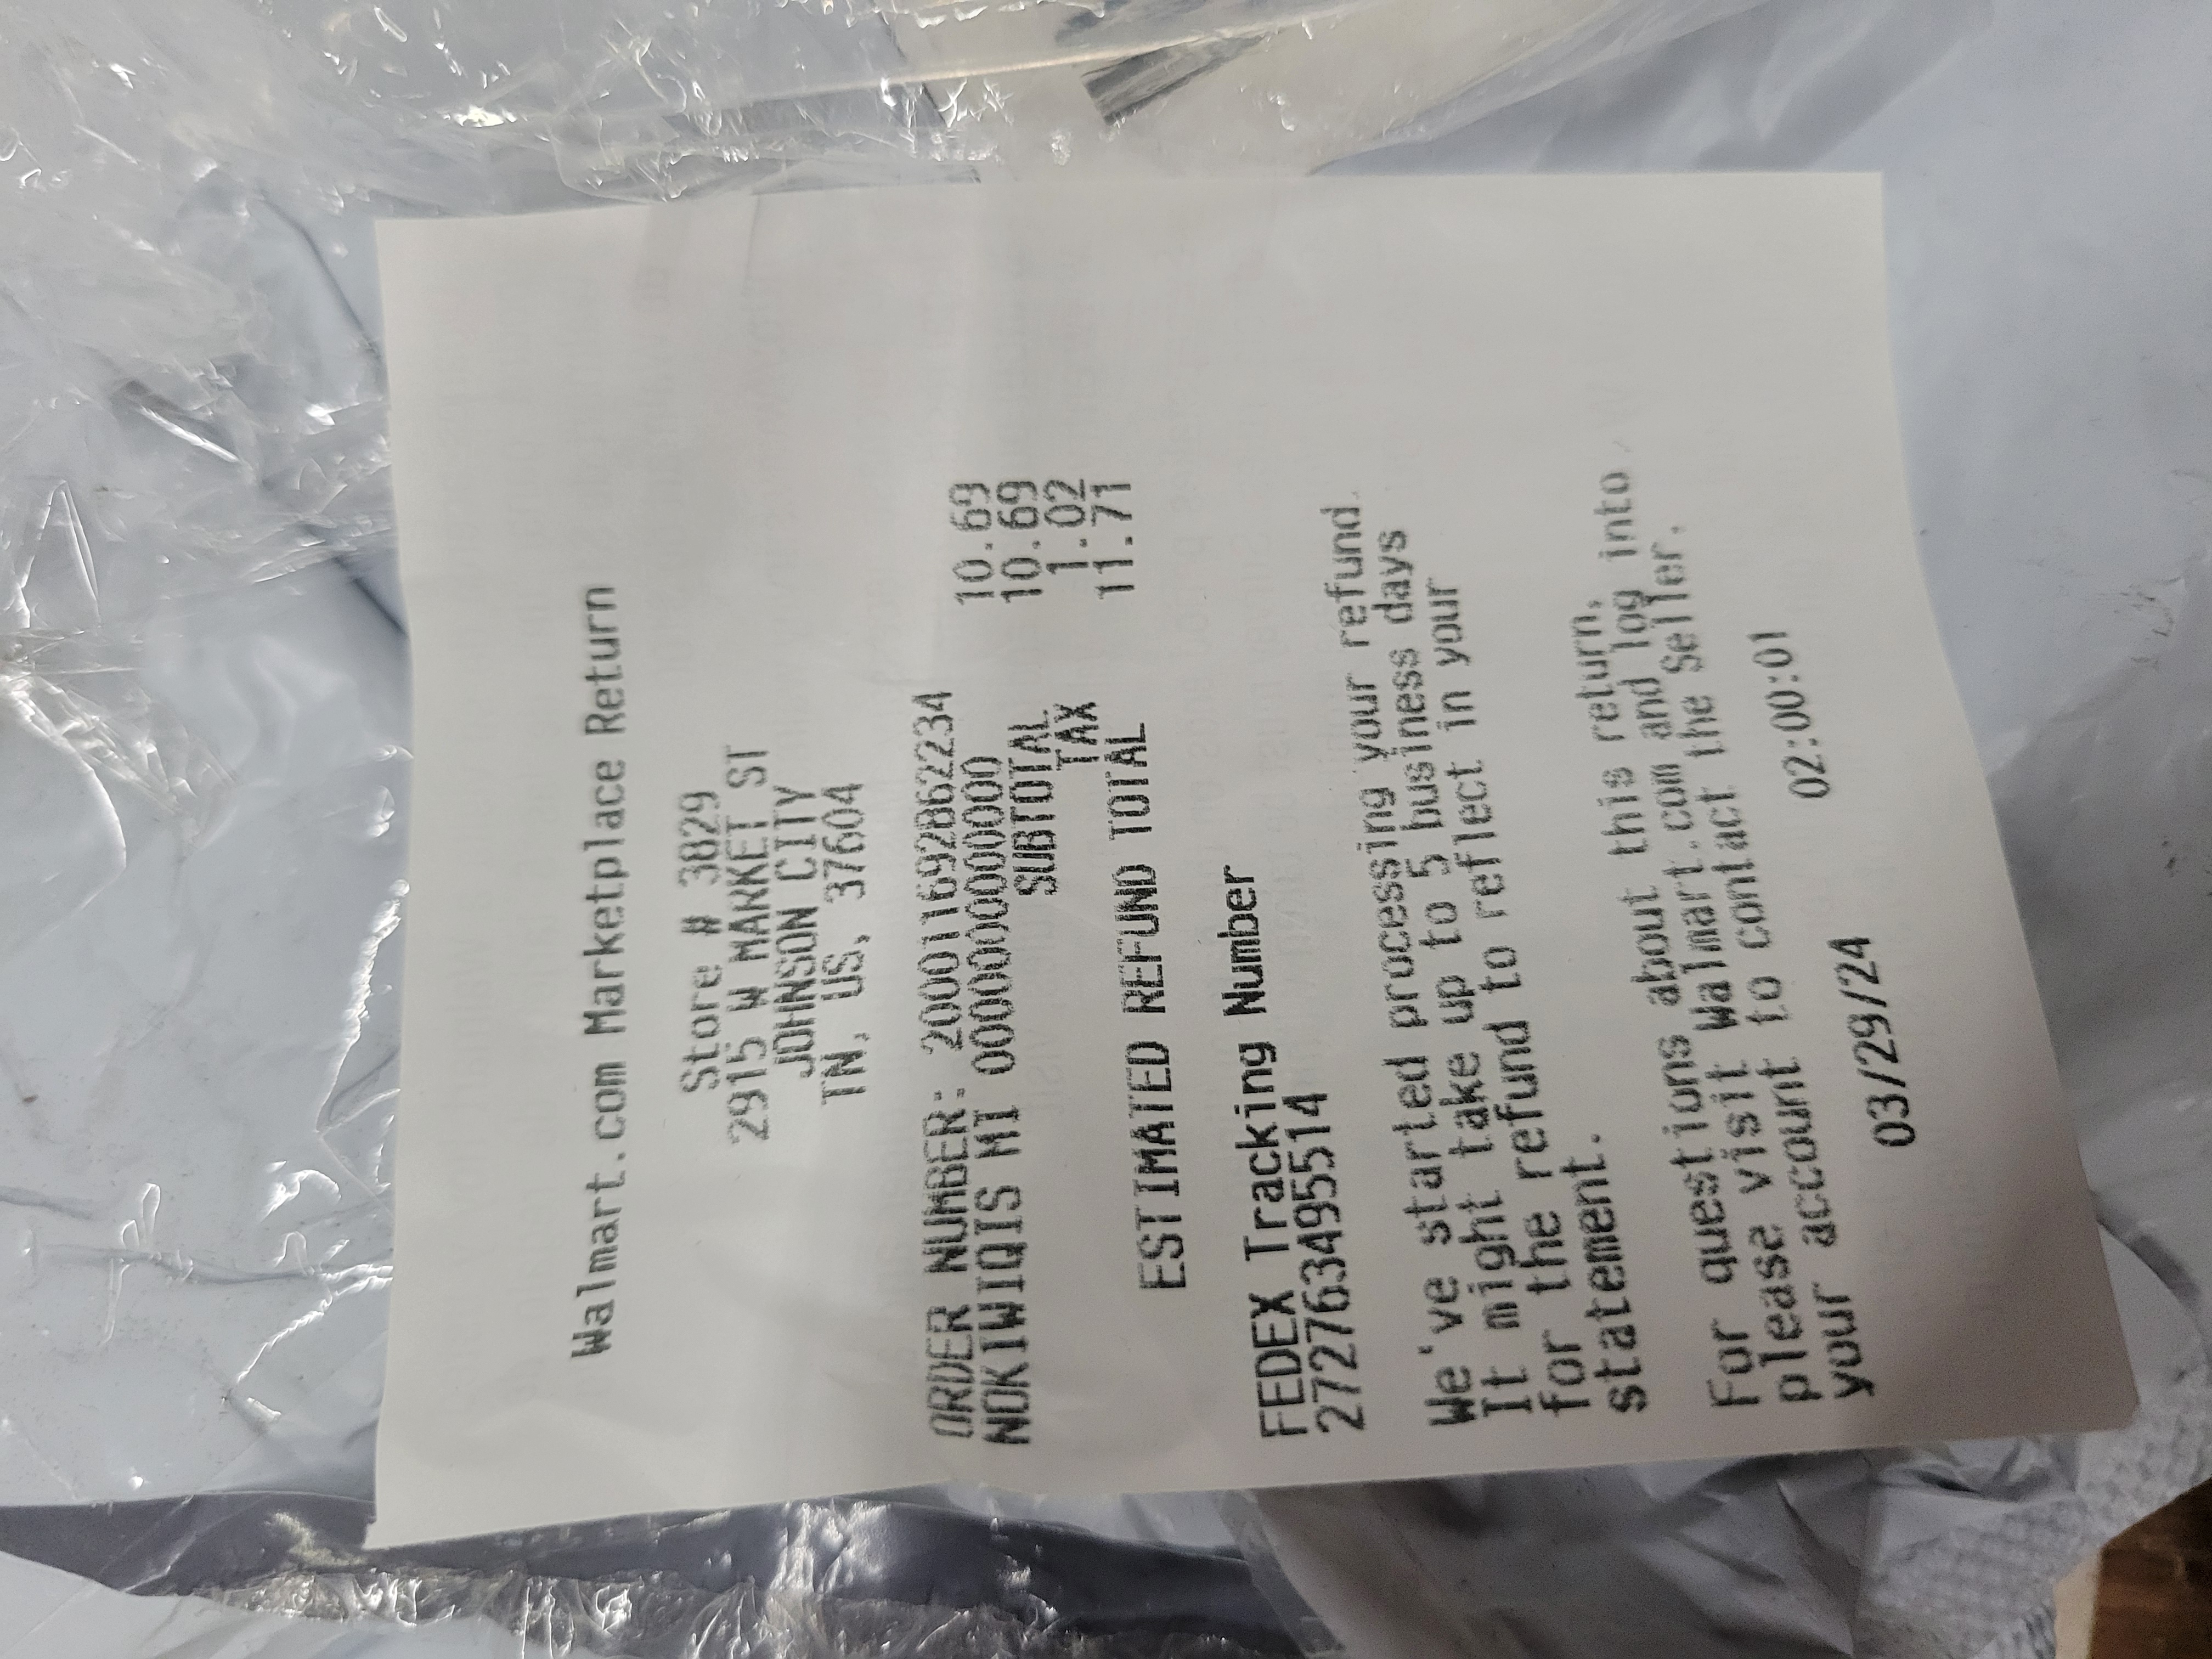 Walmart.com Marketplace Return
Store # 3829
2915 W MARKET ST
JOHNSON CITY
TN, US, 37604
ORDER NUMBER: 200011692862234
NOKIWIQIS MI 000000000000 10.69
SUBTOTAL 10.69
TAX 1.02
ESTIMATED REFUND TOTAL 11.71
FEDEX Tracking Number
272763495514
We've started processing your refund.
It might take up to 5 business days
for the refund to reflect in your
statement.
For questions about this return,
please visit Walmart.com and log into
your account to contact the Seller.
03/29/24 02:00:01